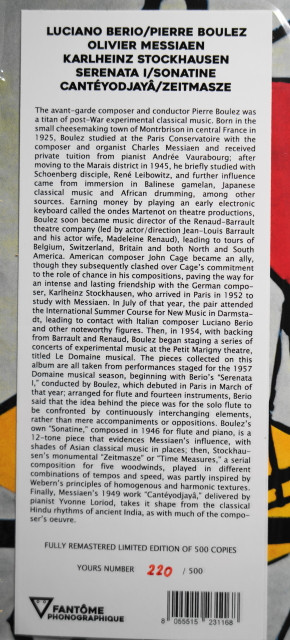 LUCIANO BERIO/PIERRE BOULEZ
OLIVIER MESSIAEN
KARLHEINZ STOCKHAUSEN
SERENATA I/SONATINE
CANTÉYODJAYÂ/ZEITMASZE
The avant-garde composer and conductor Pierre Boulez was
a titan of post-War experimental classical music. Born in the
small cheesemaking town of Montrbrison in central France in
1925, Boulez studied at the Paris Conservatoire with the
composer and organist Charles Messiaen and received
private tuition from pianist Andrée Vaurabourg; after
moving to the Marais district in 1945, he briefly studied with
Schoenberg disciple, René Leibowitz, and further influence
came from immersion in Balinese gamelan, Japanese
classical music and African drumming, among other
sources. Earning money by playing an early electronic
keyboard called the ondes Martenot on theatre productions,
Boulez soon became music director of the Renaud-Barrault
theatre company (led by actor/direction Jean-Louis Barrault
and his actor wife, Madeleine Renaud), leading to tours of
Belgium, Switzerland, Britain and both North and South
America. American composer John Cage became an ally,
though they subsequently clashed over Cage's commitment
to the role of chance in his compositions, paving the way for
an intense and lasting friendship with the German compo-
ser, Karlheinz Stockhausen, who arrived in Paris in 1952 to
study with Messiaen. In July of that year, the pair attended
the International Summer Course for New Music in Darmsta-
dt, leading to contact with Italian composer Luciano Berio
and other noteworthy figures. Then, in 1954, with backing
from Barrault and Renaud, Boulez began staging a series of
concerts of experimental music at the Petit Marigny theatre,
titled Le Domaine musical. The pieces collected on this
album are all taken from performances staged for the 1957
Domaine musical season, beginning with Berio's "Serenata
I," conducted by Boulez, which debuted in Paris in March of
that year; arranged for flute and fourteen instruments, Berio
said that the idea behind the piece was for the solo flute to
be confronted by continuously interchanging elements,
rather than mere accompaniments or oppositions. Boulez's
own "Sonatine," composed in 1946 for flute and piano, is a
12-tone piece that evidences Messiaen's influence, with
shades of Asian classical music in places; then, Stockhau-
sen's monumental "Zeitmasze" or "Time Measures," a serial
composition for five woodwinds, played in different
combinations of tempo and speed, was partly inspired by
Webern's principles of homogenous and harmonic textures.
Finally, Messiaen's 1949 work "Cantéyodjayâ," delivered by
pianist Yvonne Loriod, takes it shape from the classical
Hindu rhythms of ancient India, as with much of the compo-
ser's oeuvre.
FULLY REMASTERED LIMITED EDITION OF 500 COPIES
YOURS NUMBER 220 / 500
FANTÔME
PHONOGRAPHIQUE
8 055515 231168